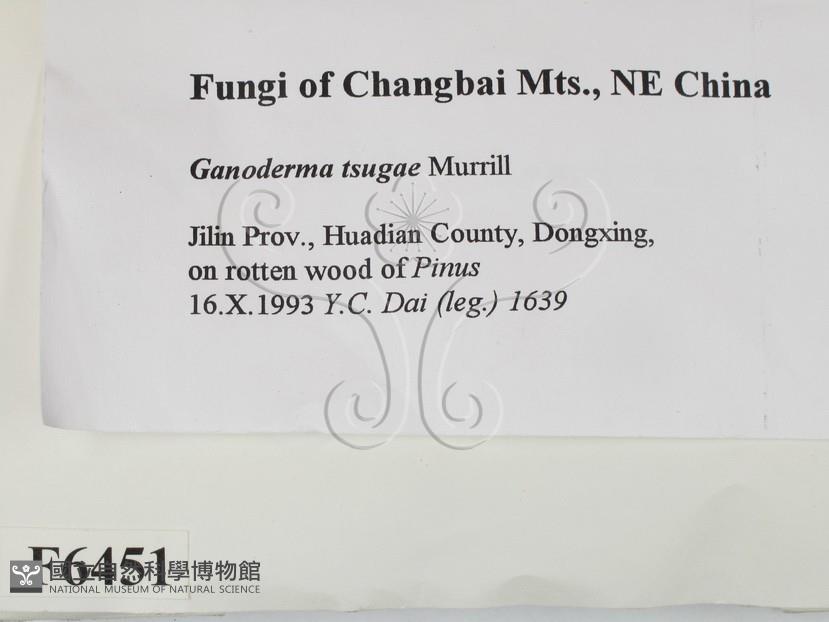 Fungi of Changbai Mts., NE China
Ganoderma tsugae Murrill
Jilin Prov., Huadian County, Dongxing,
on rotten wood of Pinus
16.X.1993 Y.C. Dai (leg.) 1639
F6451
國立自然科學博物館
NATIONAL MUSEUM OF NATURAL SCIENCE